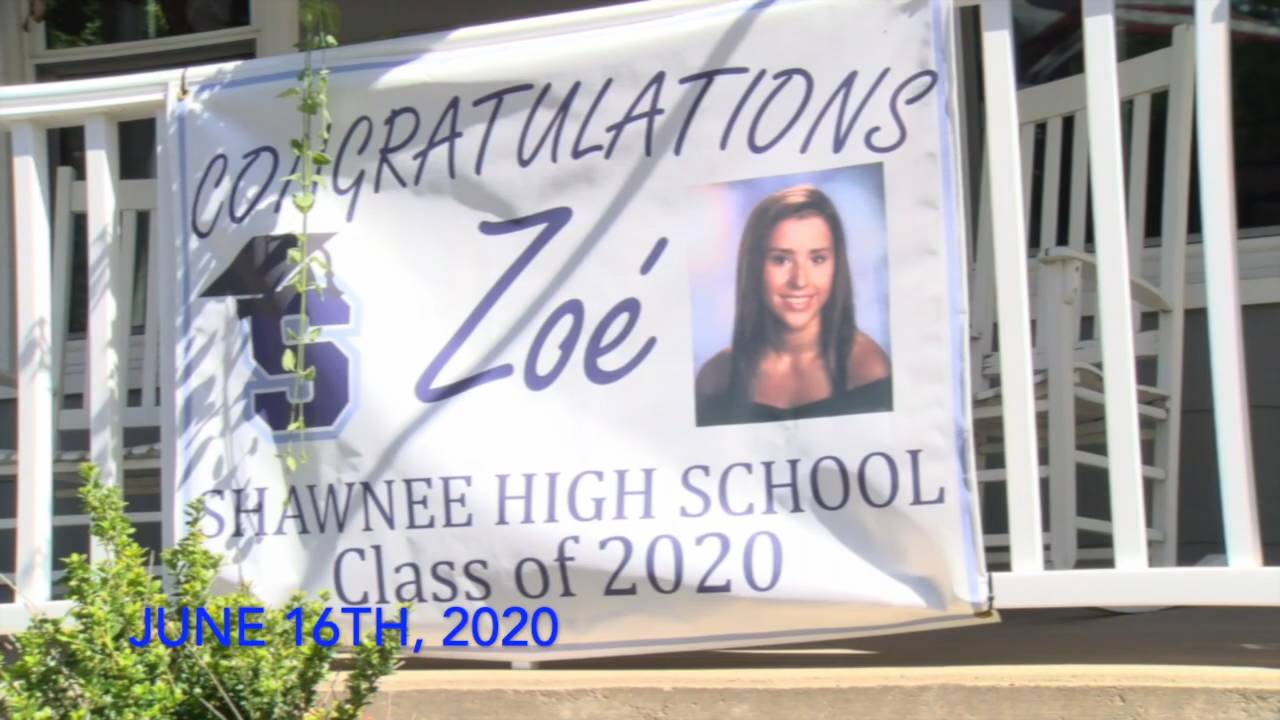 CONGRATULATIONS
Zoé
S
SHAWNEE HIGH SCHOOL
Class of 2020
JUNE 16TH, 2020